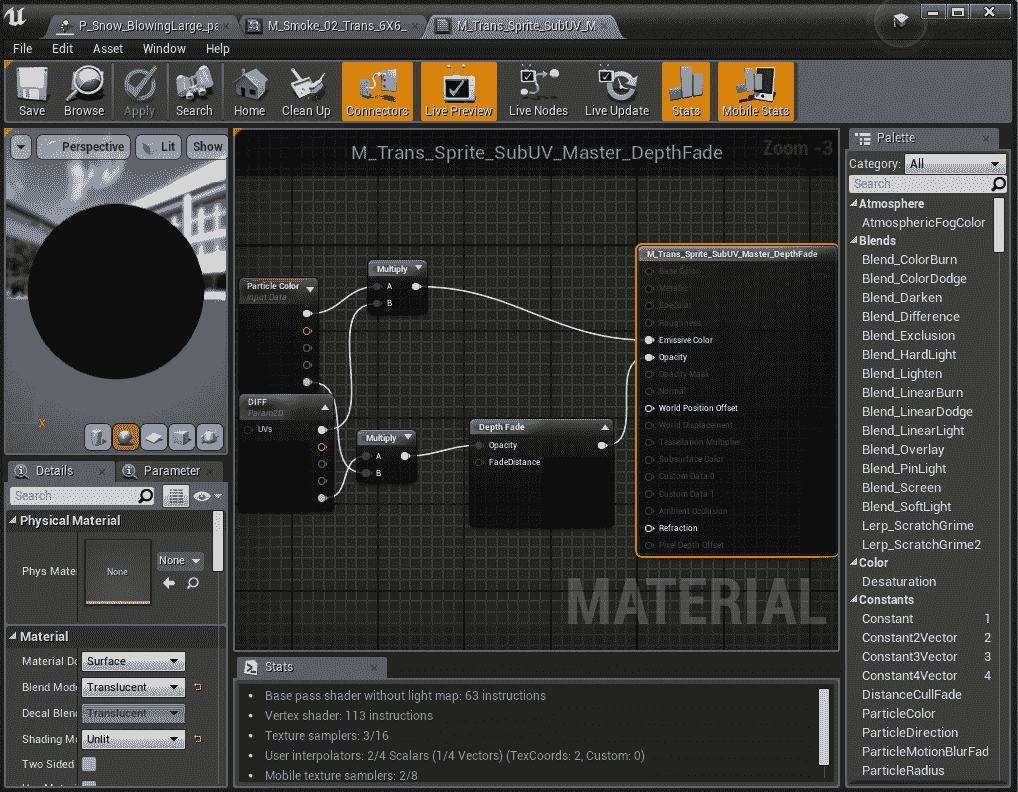 P_Snow_BlowingLarge_pa
M_Smoke_02_Trans_6X6_
M_Trans_Sprite_SubUV_M
File Edit Asset Window Help
Save Browse Apply Search Home Clean Up Connectors Live Preview Live Nodes Live Update Stats Mobile Stats
Perspective Lit Show
M_Trans_Sprite_SubUV_Master_DepthFade
Zoom -3
Particle Color
Input Data
Multiply
A
B
DIFF
Param2D
UVs
Multiply
A
B
Depth Fade
Opacity
FadeDistance
M_Trans_Sprite_SubUV_Master_DepthFade
Base Color
Metallic
Specular
Roughness
Emissive Color
Opacity
Opacity Mask
Normal
World Position Offset
World Displacement
Tessellation Multiplier
Subsurface Color
Custom Data 0
Custom Data 1
Ambient Occlusion
Refraction
Pixel Depth Offset
MATERIAL
X
Details
Parameter
Search
Physical Material
Phys Mate
None
None
Material
Material Do
Surface
Blend Mode
Translucent
Decal Blen
Translucent
Shading M
Unlit
Two Sided
Stats
• Base pass shader without light map: 63 instructions
• Vertex shader: 113 instructions
• Texture samplers: 3/16
• User interpolators: 2/4 Scalars (1/4 Vectors) (TexCoords: 2, Custom: 0)
• Mobile texture samplers: 2/8
Palette
Category: All
Search
Atmosphere
AtmosphericFogColor
Blends
Blend_ColorBurn
Blend_ColorDodge
Blend_Darken
Blend_Difference
Blend_Exclusion
Blend_HardLight
Blend_Lighten
Blend_LinearBurn
Blend_LinearDodge
Blend_LinearLight
Blend_Overlay
Blend_PinLight
Blend_Screen
Blend_SoftLight
Lerp_ScratchGrime
Lerp_ScratchGrime2
Color
Desaturation
Constants
Constant 1
Constant2Vector 2
Constant3Vector 3
Constant4Vector 4
DistanceCullFade
ParticleColor
ParticleDirection
ParticleMotionBlurFad
ParticleRadius